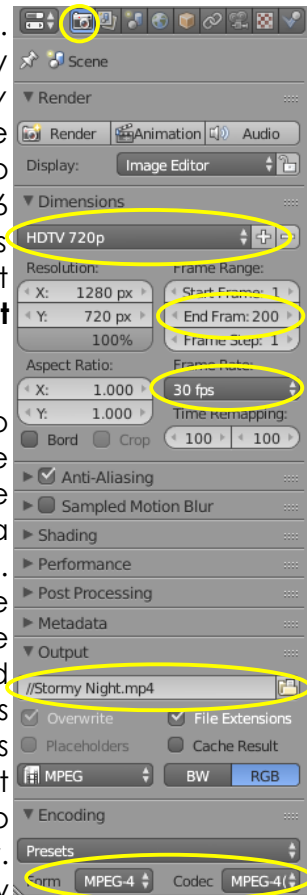 Scene
Render
Render Animation Audio
Display: Image Editor
Dimensions
HDTV 720p
Resolution: Frame Range:
X: 1280 px Start Frame: 1
Y: 720 px End Fram: 200
100% Frame Step: 1
Aspect Ratio: Frame Rate:
X: 1.000 30 fps
Y: 1.000 Time Remapping:
Bord Crop 100 100
Anti-Aliasing
Sampled Motion Blur
Shading
Performance
Post Processing
Metadata
Output
//Stormy Night.mp4
Overwrite File Extensions
Placeholders Cache Result
MPEG BW RGB
Encoding
Presets
Form MPEG-4 Codec MPEG-4(